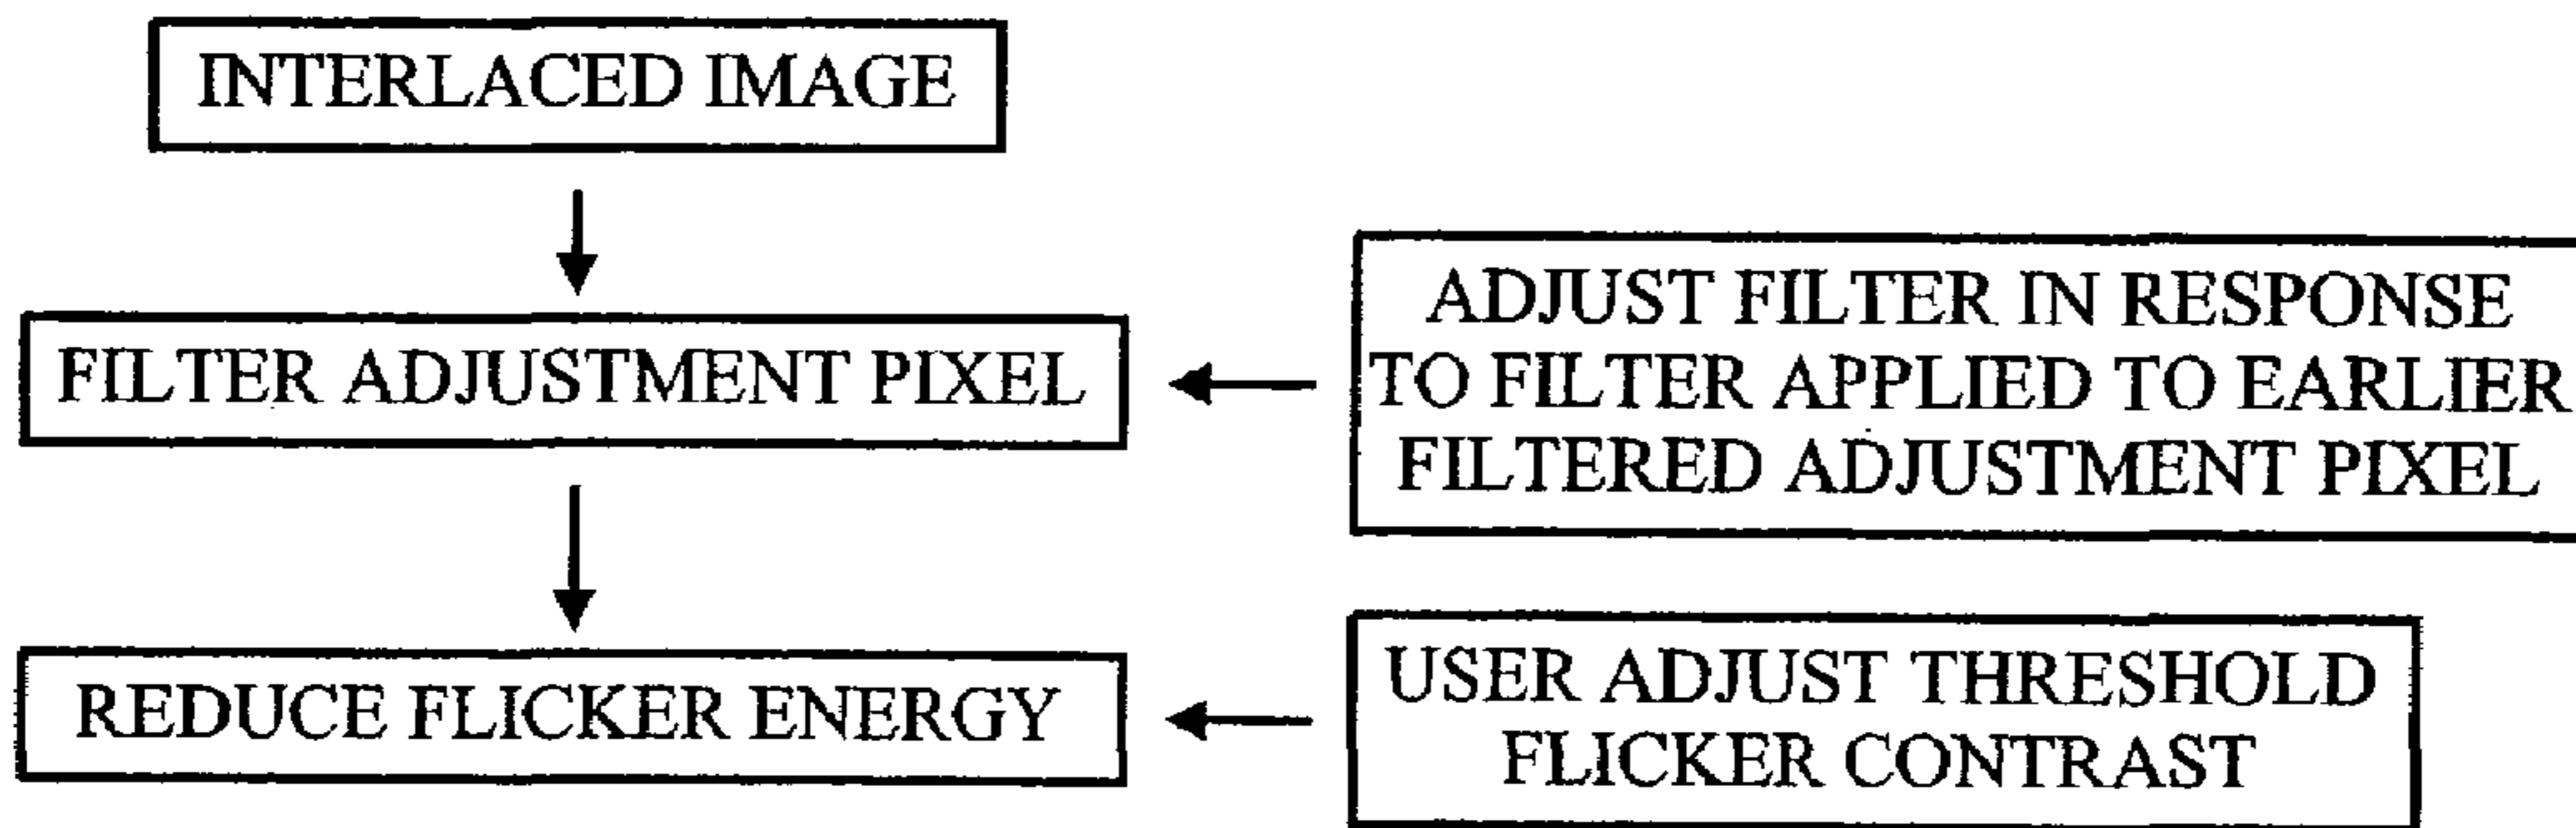 INTERLACED IMAGE
FILTER ADJUSTMENT PIXEL
ADJUST FILTER IN RESPONSE
TO FILTER APPLIED TO EARLIER
FILTERED ADJUSTMENT PIXEL
REDUCE FLICKER ENERGY
USER ADJUST THRESHOLD
FLICKER CONTRAST